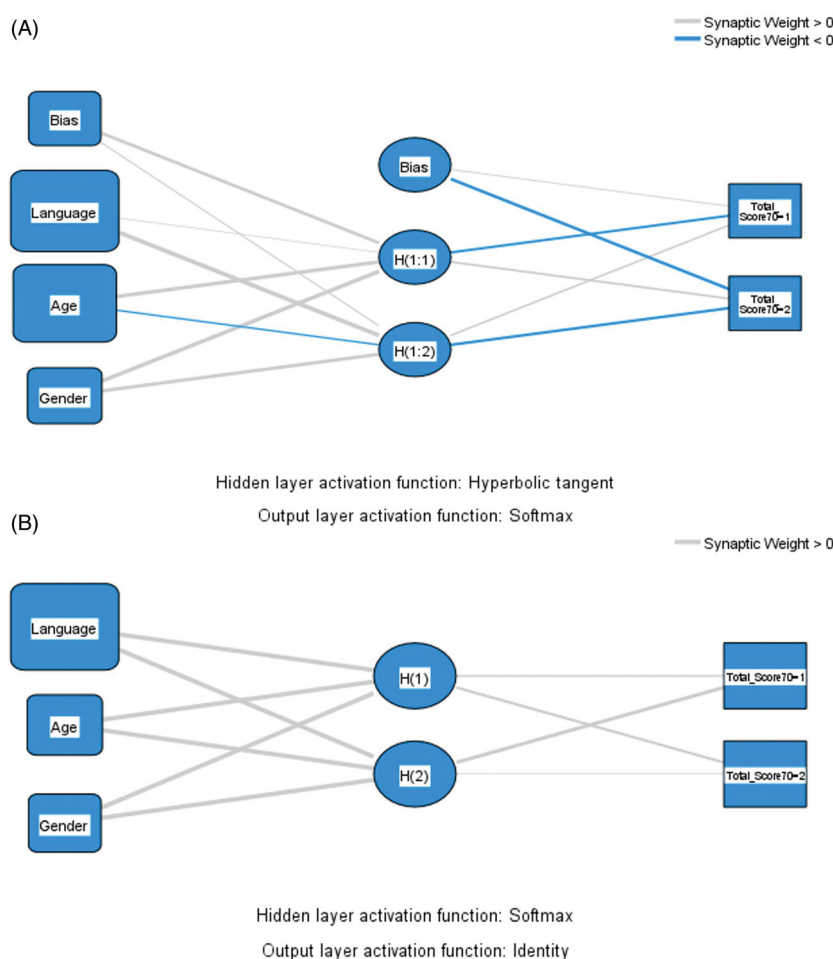 (A)
Synaptic Weight > 0
Synaptic Weight < 0
Bias
Language
Age
Gender
Bias
H(1:1)
H(1:2)
Total_
Score70=1
Total_
Score70=2
Hidden layer activation function: Hyperbolic tangent
Output layer activation function: Softmax
(B)
Synaptic Weight > 0
Language
Age
Gender
H(1)
H(2)
Total_Score70=1
Total_Score70=2
Hidden layer activation function: Softmax
Output layer activation function: Identity